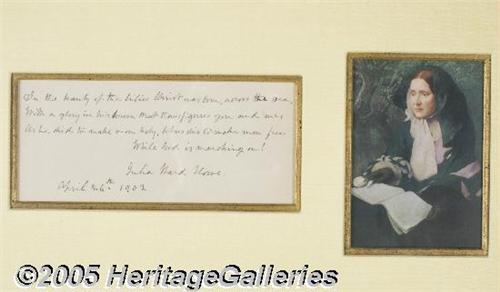 In the beauty of the lilies Christ was born, across the sea,
With a glory in his bosom that transfigures you and me;
As he died to make men holy, let us die to make men free
While God is marching on!
Julia Ward Howe.
April 26th 1903
©2005 HeritageGalleries